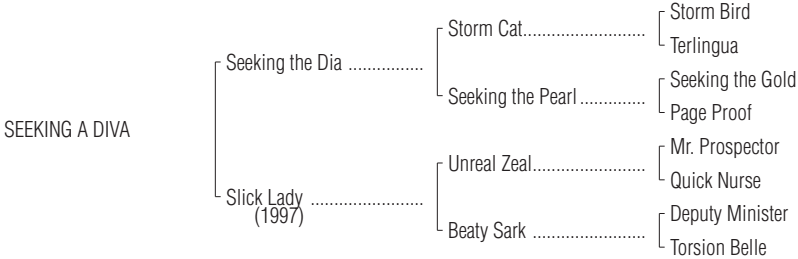 Storm Bird
Storm Cat..........................
Terlingua
Seeking the Dia ................
Seeking the Gold
Seeking the Pearl..............
Page Proof
SEEKING A DIVA
Mr. Prospector
Unreal Zeal........................
Quick Nurse
Slick Lady ........................
(1997)
Deputy Minister
Beaty Sark ........................
Torsion Belle